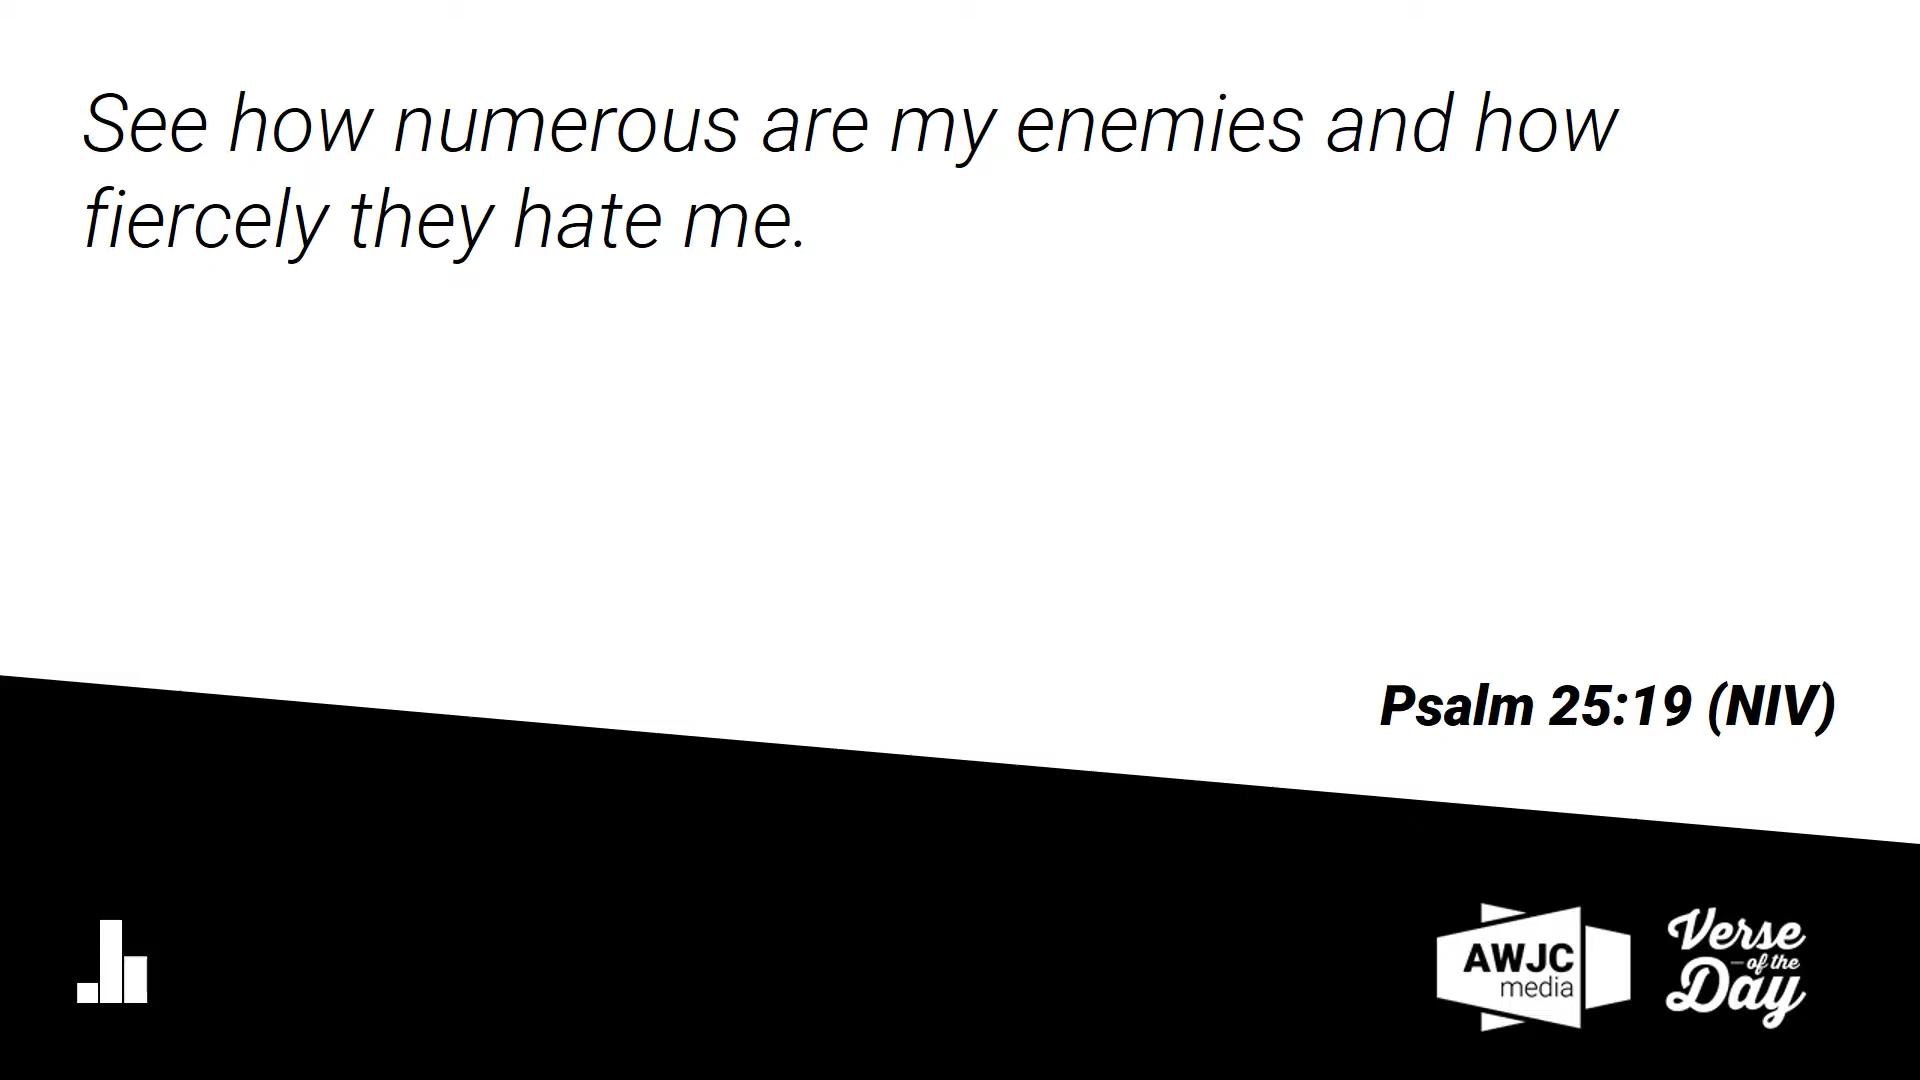 See how numerous are my enemies and how
fiercely they hate me.
Psalm 25:19 (NIV)
AWJC
media
Verse
of the
Day